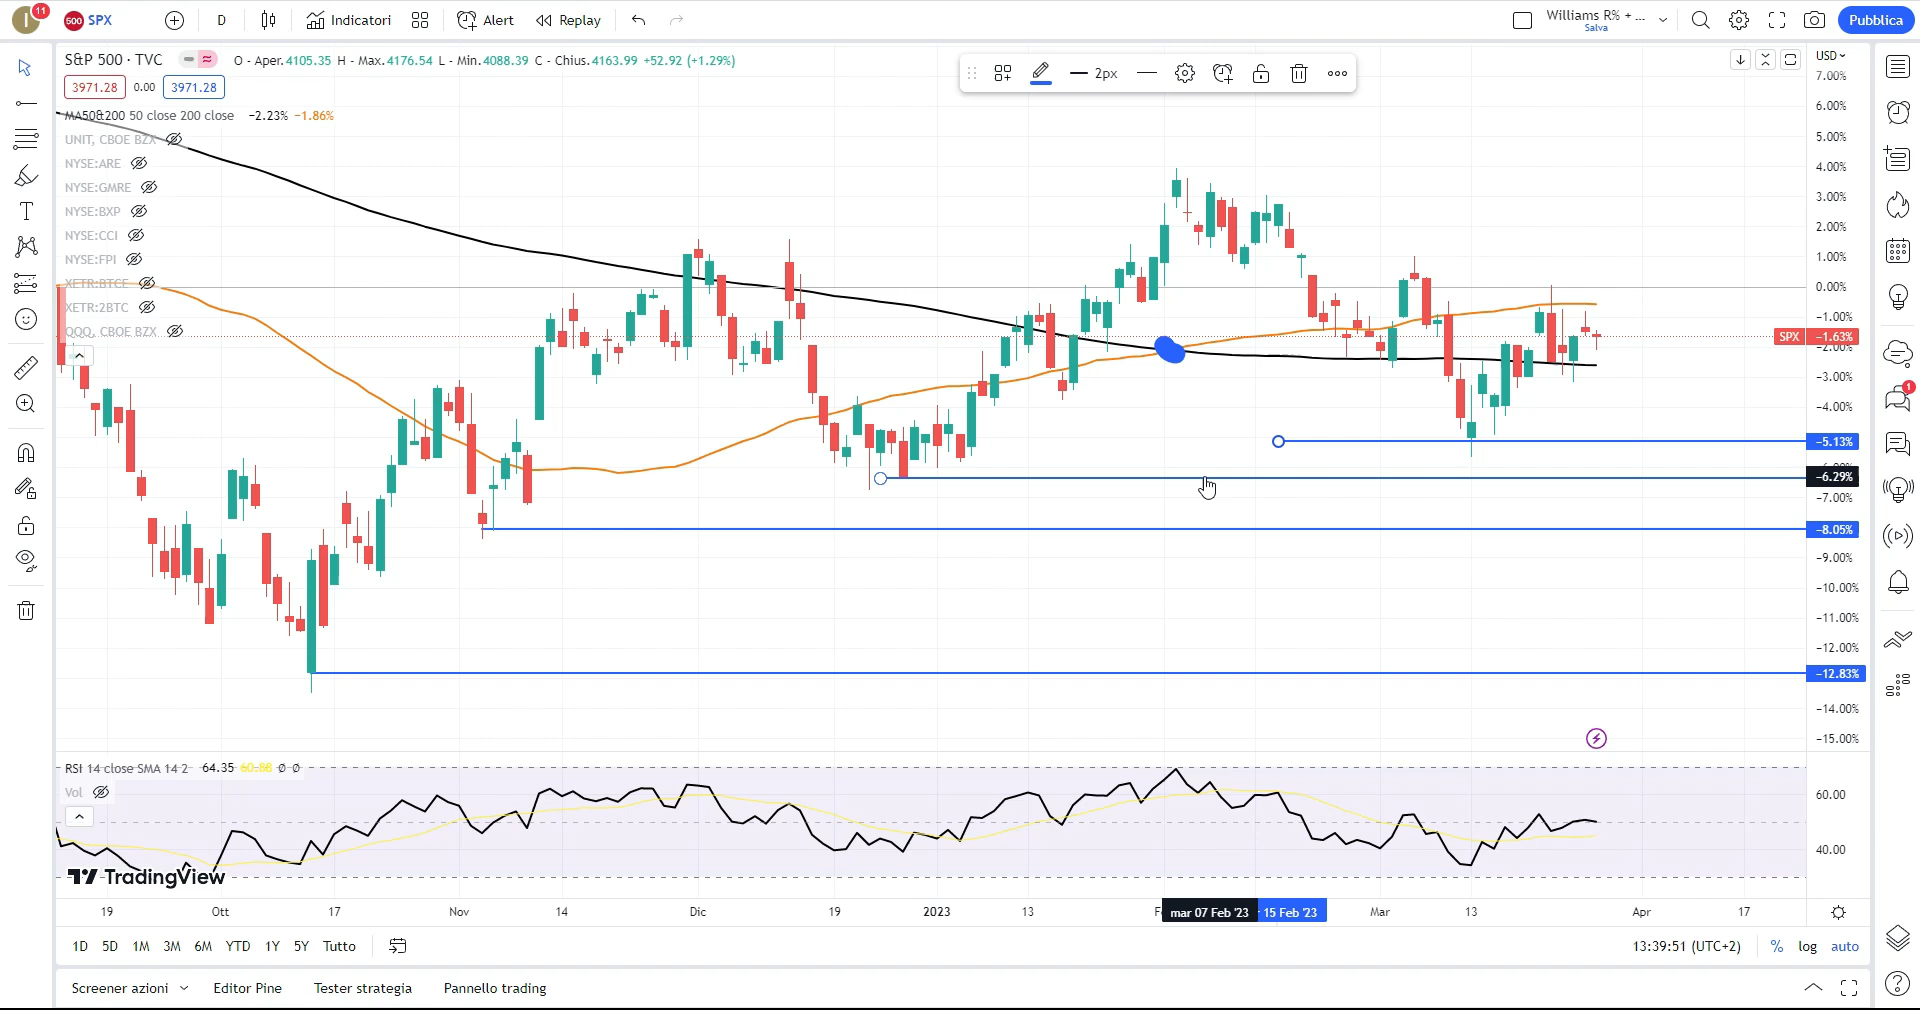 I
11
500 SPX
D
Indicatori
Alert
Replay
Williams R% + ...
Salva
Pubblica
S&P 500 · TVC
O - Aper.4105.35 H - Max.4176.54 L - Min.4088.39 C - Chius.4163.99 +52.92 (+1.29%)
3971.28
0.00
3971.28
2px
USD
MA50&200 50 close 200 close −2.23% −1.86%
UNIT, CBOE BZX
NYSE:ARE
NYSE:GMRE
NYSE:BXP
NYSE:CCI
NYSE:FPI
XETR:BTCE
XETR:2BTC
QQQ, CBOE BZX
7.00%
6.00%
5.00%
4.00%
3.00%
2.00%
1.00%
0.00%
−1.00%
SPX −1.63%
−2.00%
−3.00%
−4.00%
−5.13%
−6.29%
−7.00%
−8.05%
−9.00%
−10.00%
−11.00%
−12.00%
−12.83%
−14.00%
−15.00%
RSI 14 close SMA 14 2 64.35 60.88 Ø Ø
Vol
60.00
40.00
TradingView
19 Ott 17 Nov 14 Dic 19 2023 13 mar 07 Feb '23 15 Feb '23 Mar 13 Apr 17
1D 5D 1M 3M 6M YTD 1Y 5Y Tutto
13:39:51 (UTC+2) % log auto
Screener azioni Editor Pine Tester strategia Pannello trading
1